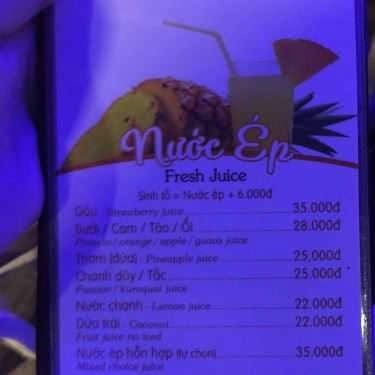 Nước Ép
Fresh Juice
Sinh tố = Nước ép + 6.000đ
Dâu - Strawberry juice 35.000đ
Bưởi / Cam / Táo / Ổi 28.000đ
Pomelo / orange / apple / guava juice
Thơm (dứa) - Pineapple juice 25,000đ
Chanh dây / Tắc 25.000đ
Passion / kumquat juice
Nước chanh - Lemon juice 22.000đ
Dừa trái - Coconut 22.000đ
Fruit juice no iced
Nước ép hỗn hợp (tự chọn) 35.000đ
Mixed choice juice